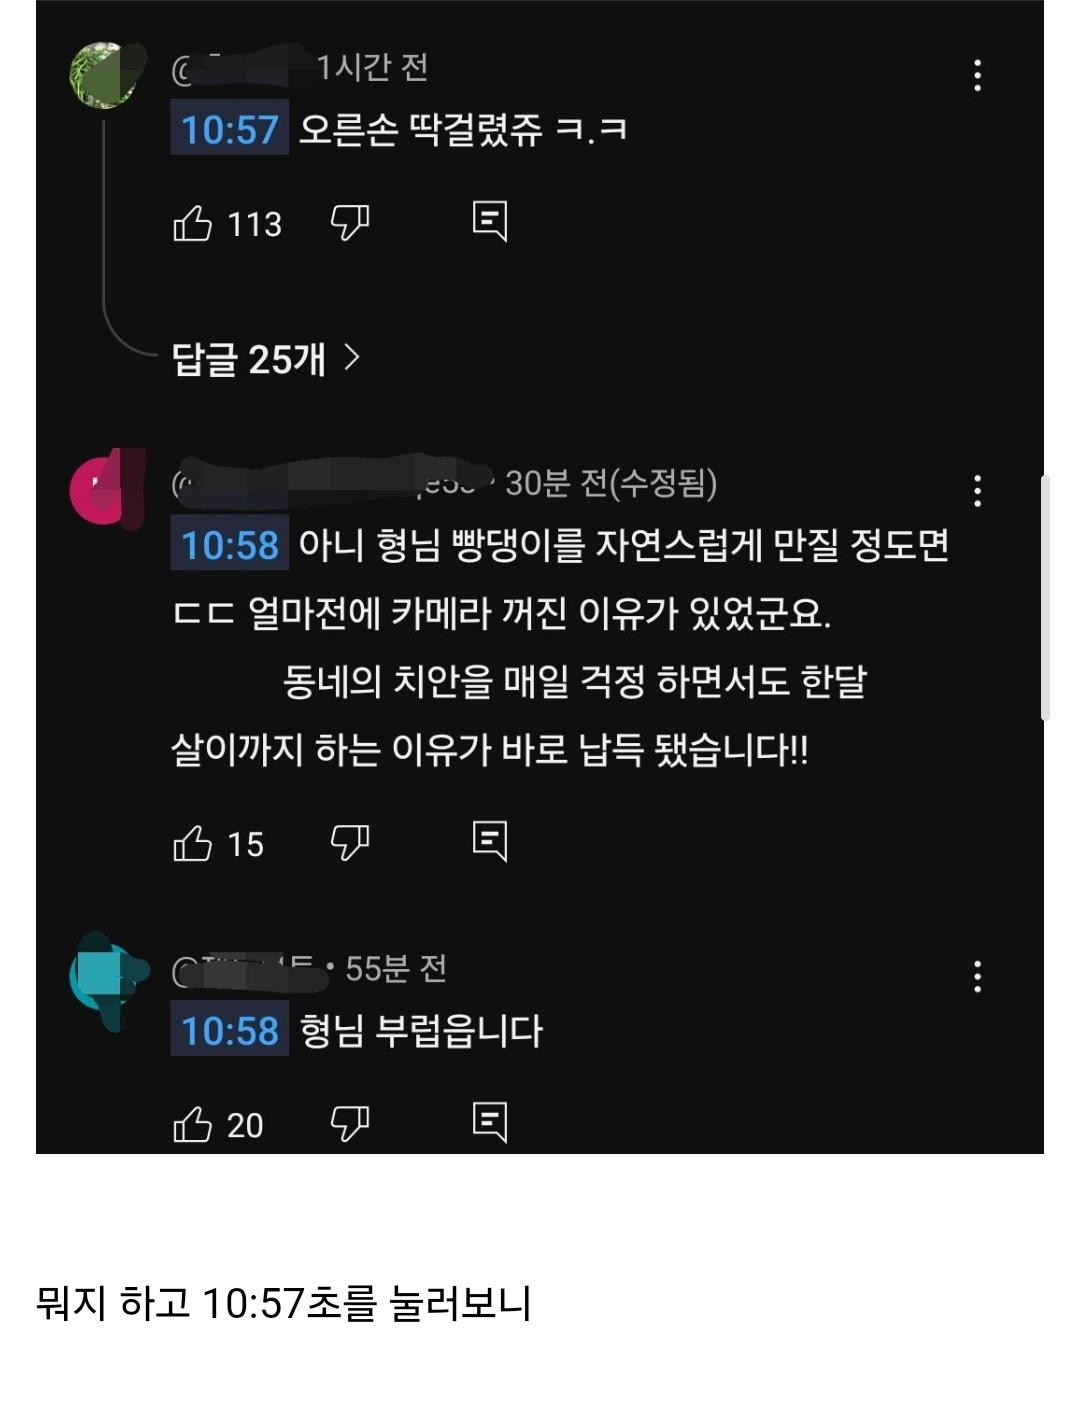 1시간 전
10:57 오른손 딱걸렸쥬 ㅋ.ㅋ
113
답글 25개
30분 전(수정됨)
10:58 아니 형님 빵댕이를 자연스럽게 만질 정도면
ㄷㄷ 얼마전에 카메라 꺼진 이유가 있었군요.
동네의 치안을 매일 걱정 하면서도 한달
살이까지 하는 이유가 바로 납득 됐습니다!!
15
55분 전
10:58 형님 부럽읍니다
20
뭐지 하고 10:57초를 눌러보니